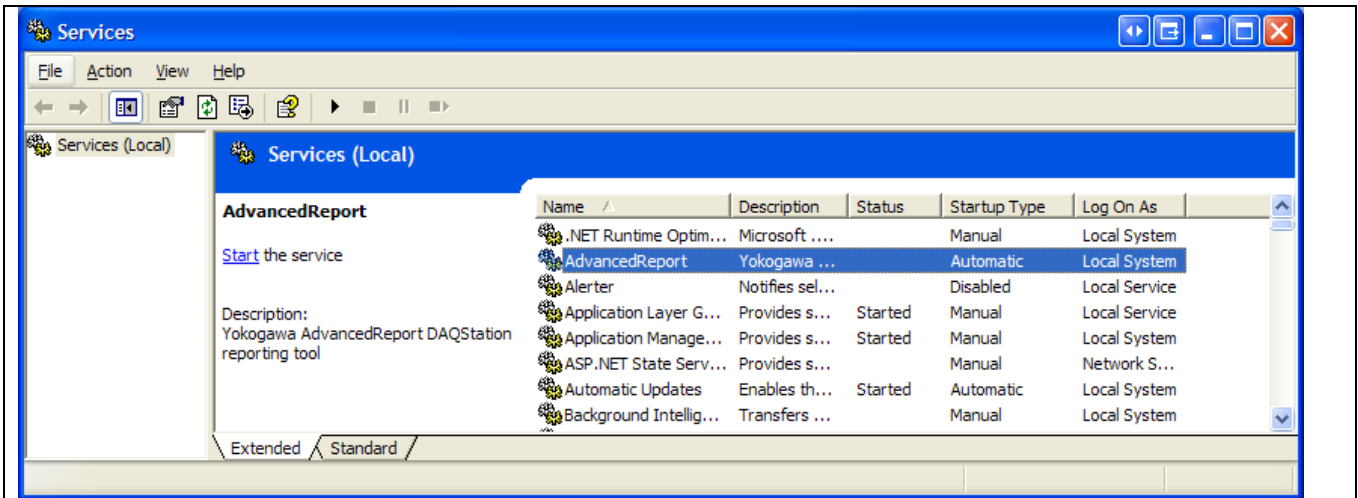 Services
File Action View Help
Services (Local)
Services (Local)
AdvancedReport
Start the service
Description:
Yokogawa AdvancedReport DAQStation
reporting tool
Name Description Status Startup Type Log On As
.NET Runtime Optim... Microsoft .... Manual Local System
AdvancedReport Yokogawa ... Automatic Local System
Alerter Notifies sel... Disabled Local Service
Application Layer G... Provides s... Started Manual Local Service
Application Manage... Provides s... Started Manual Local System
ASP.NET State Serv... Provides s... Manual Network S...
Automatic Updates Enables th... Started Automatic Local System
Background Intellig... Transfers ... Manual Local System
Extended Standard